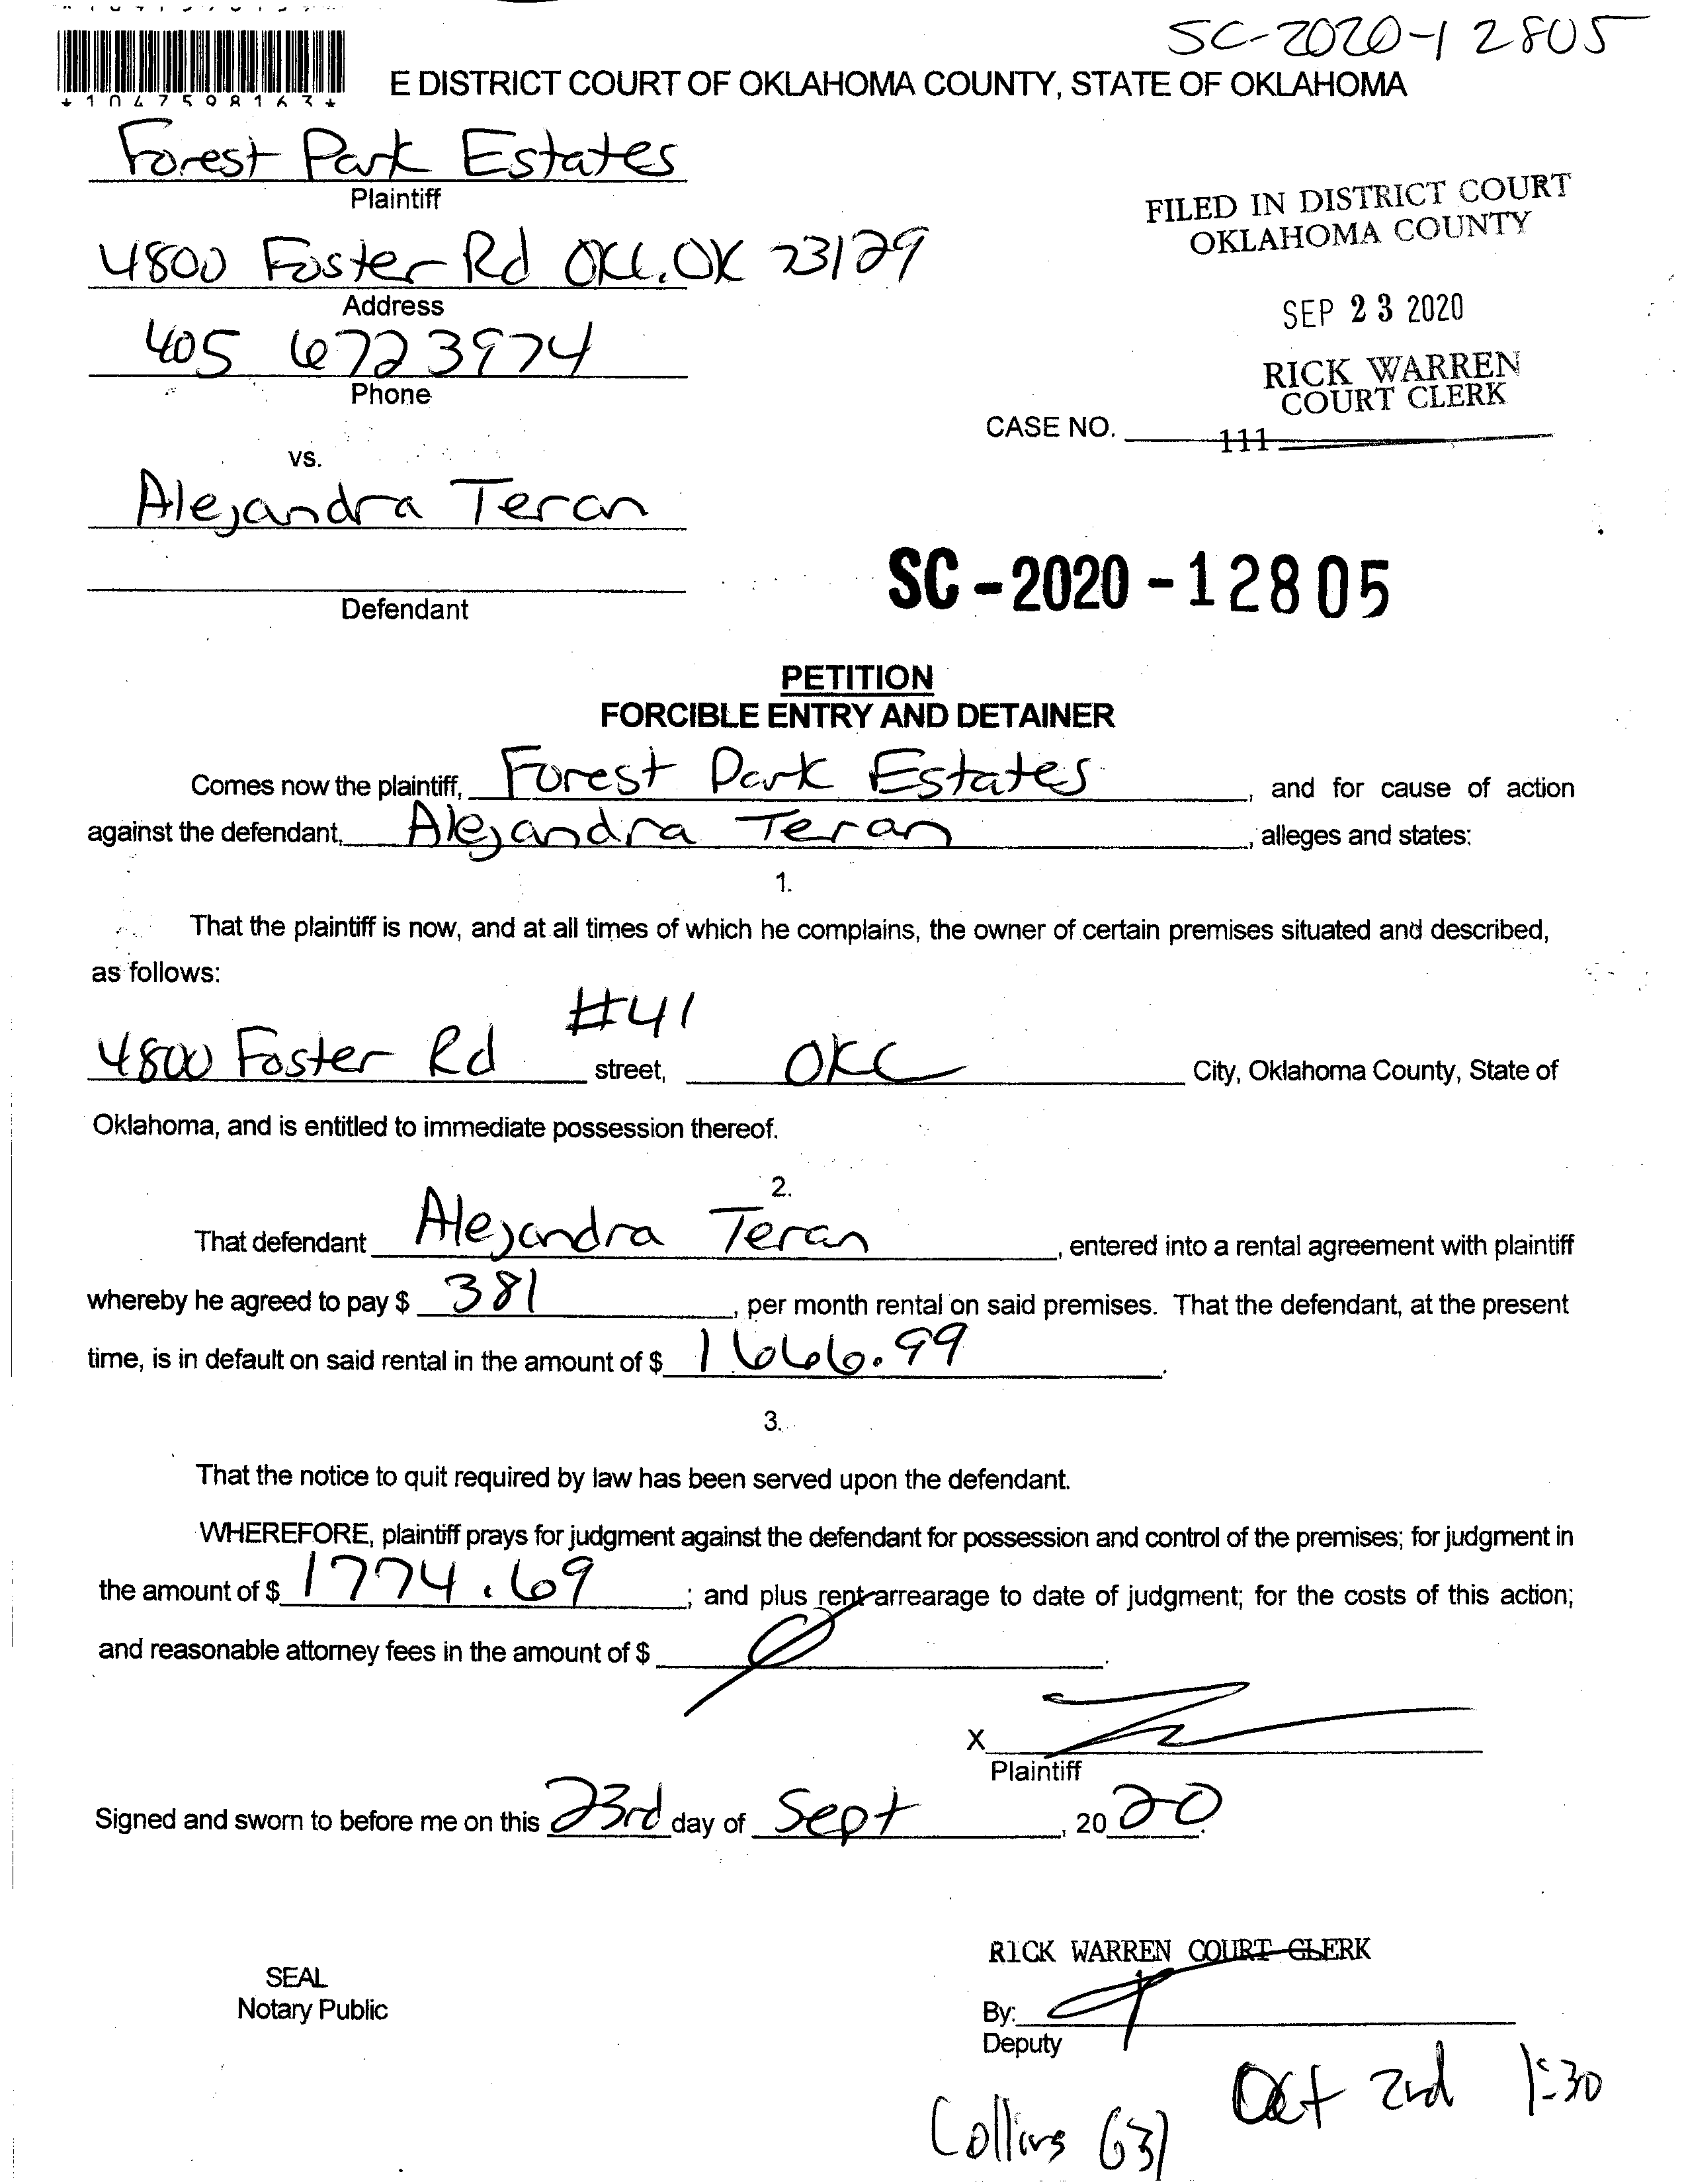 SC-2020-12805
*1047598163*
E DISTRICT COURT OF OKLAHOMA COUNTY, STATE OF OKLAHOMA
Forest Park Estates
Plaintiff
4800 Foster Rd OKC, OK 73129
Address
405 672 3974
Phone
vs.
Alejandra Teran
Defendant
FILED IN DISTRICT COURT
OKLAHOMA COUNTY
SEP 23 2020
RICK WARREN
COURT CLERK
CASE NO. 111
SC-2020-12805
PETITION
FORCIBLE ENTRY AND DETAINER
Comes now the plaintiff, Forest Park Estates, and for cause of action
against the defendant, Alejandra Teran, alleges and states:
1.
That the plaintiff is now, and at all times of which he complains, the owner of certain premises situated and described,
as follows:
4800 Foster Rd #41 street, OKC City, Oklahoma County, State of
Oklahoma, and is entitled to immediate possession thereof.
2.
That defendant Alejandra Teran, entered into a rental agreement with plaintiff
whereby he agreed to pay $ 381, per month rental on said premises. That the defendant, at the present
time, is in default on said rental in the amount of $ 1666.99.
3.
That the notice to quit required by law has been served upon the defendant.
WHEREFORE, plaintiff prays for judgment against the defendant for possession and control of the premises; for judgment in
the amount of $ 1774.69; and plus rent arrearage to date of judgment; for the costs of this action;
and reasonable attorney fees in the amount of $ .
X
Plaintiff
Signed and sworn to before me on this 23rd day of Sept, 2020.
SEAL
Notary Public
RICK WARREN COURT CLERK
By:
Deputy
Oct 2nd 1:30
Collins 631